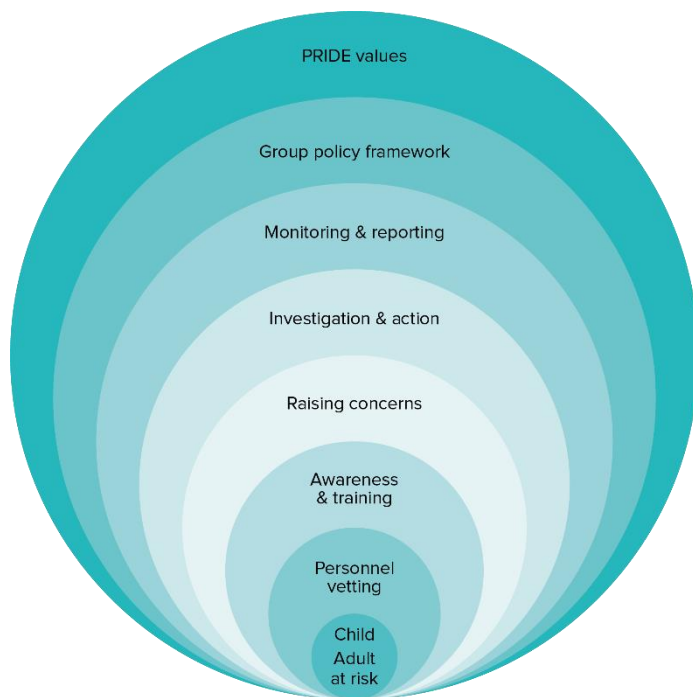 PRIDE values
Group policy framework
Monitoring & reporting
Investigation & action
Raising concerns
Awareness
& training
Personnel
vetting
Child
Adult
at risk